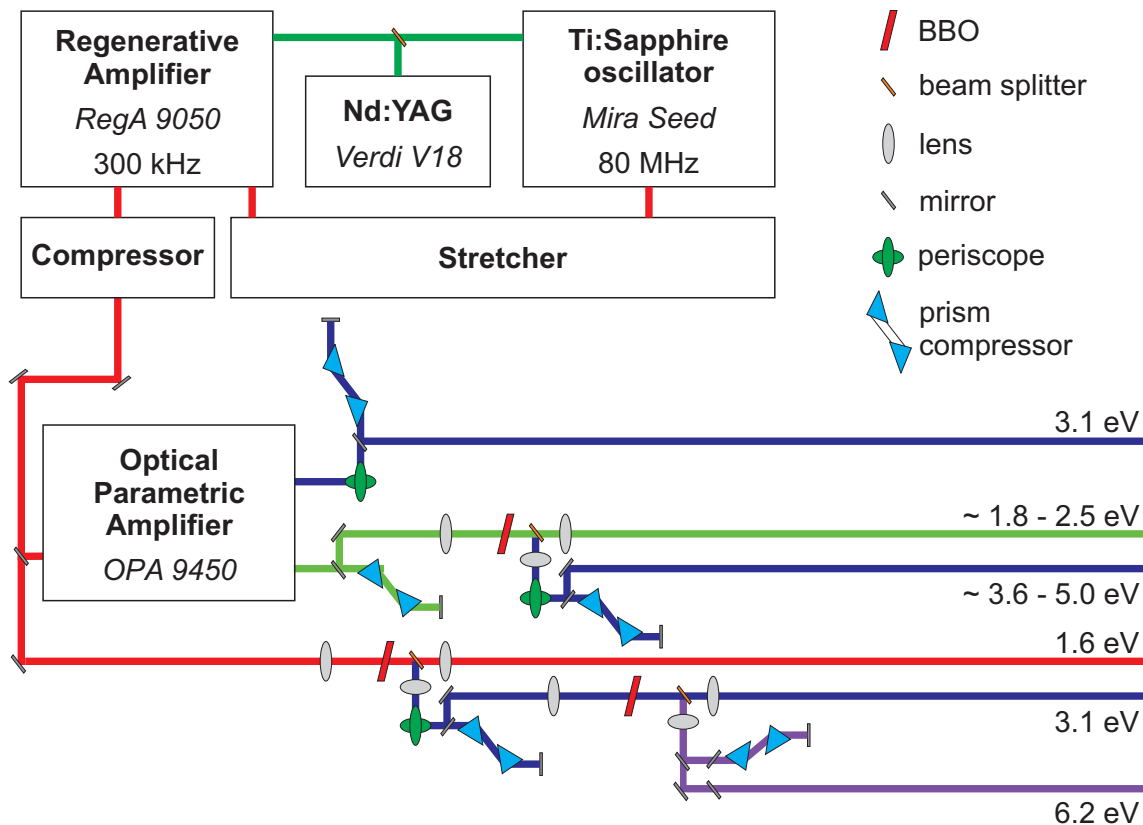 Regenerative
Amplifier
RegA 9050
300 kHz
Nd:YAG
Verdi V18
Ti:Sapphire
oscillator
Mira Seed
80 MHz
BBO
beam splitter
lens
mirror
periscope
prism
compressor
Compressor
Stretcher
Optical
Parametric
Amplifier
OPA 9450
3.1 eV
~ 1.8 - 2.5 eV
~ 3.6 - 5.0 eV
1.6 eV
3.1 eV
6.2 eV